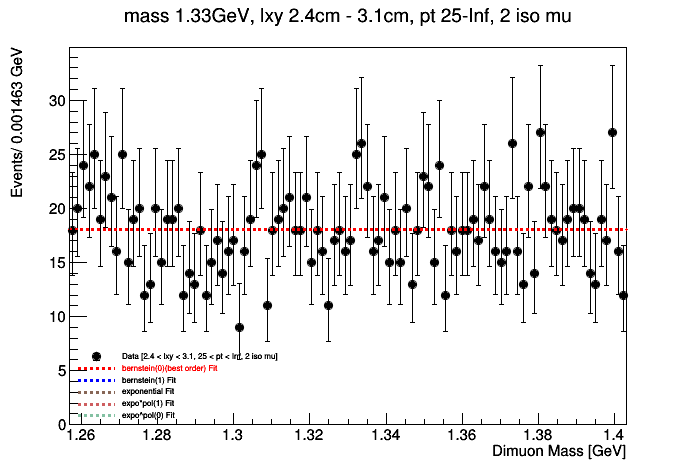 mass 1.33GeV, lxy 2.4cm - 3.1cm, pt 25-Inf, 2 iso mu
Events/ 0.001463 GeV
30
25
20
15
10
5
0
Data [2.4 < lxy < 3.1, 25 < pt < Inf, 2 iso mu]
bernstein(0)(best order) Fit
bernstein(1) Fit
exponential Fit
expo*pol(1) Fit
expo^pol(0) Fit
1.26 1.28 1.3 1.32 1.34 1.36 1.38 1.4
Dimuon Mass [GeV]